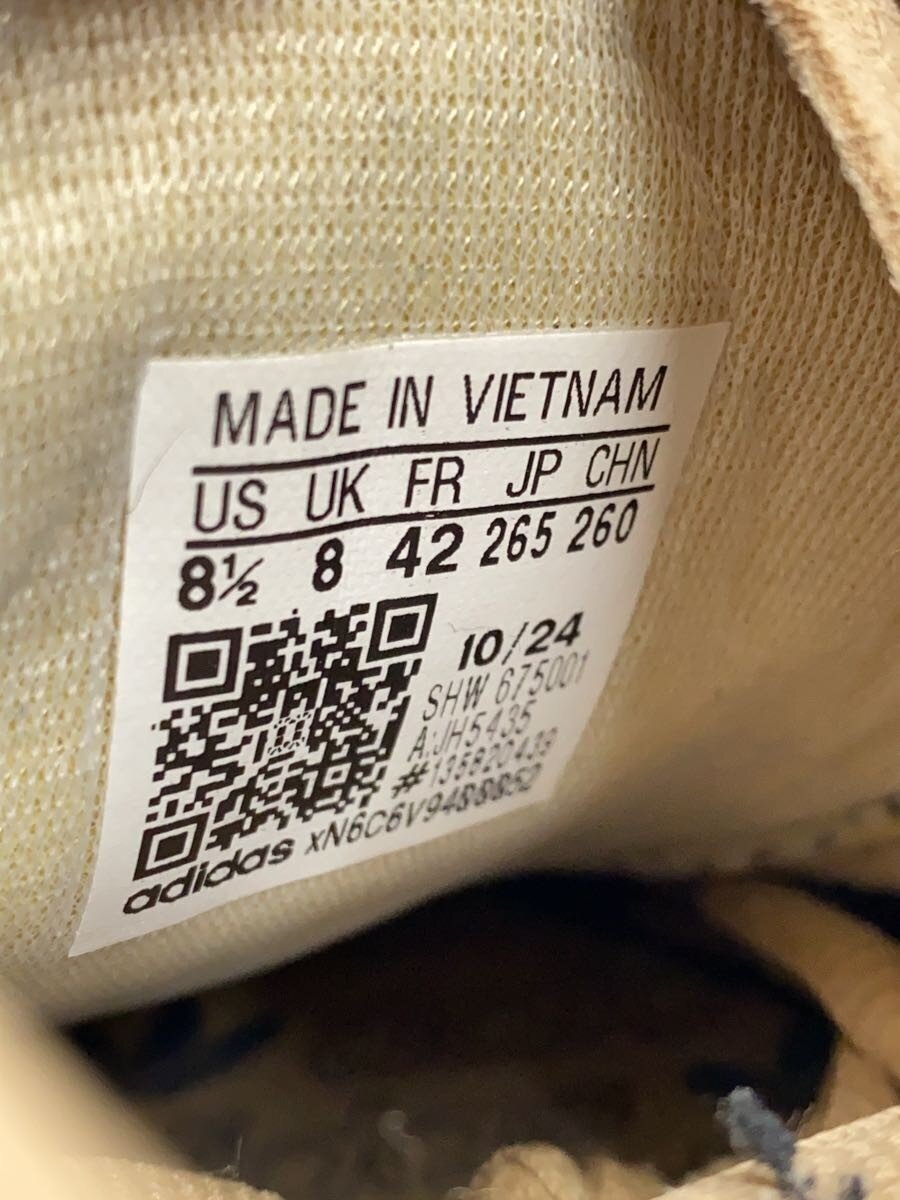 MADE IN VIETNAM
US UK FR JP CHN
8½ 8 42 265 260
10/24
SHW 675001
A:JH5435
#135820439
adidas xN6C6V9488852